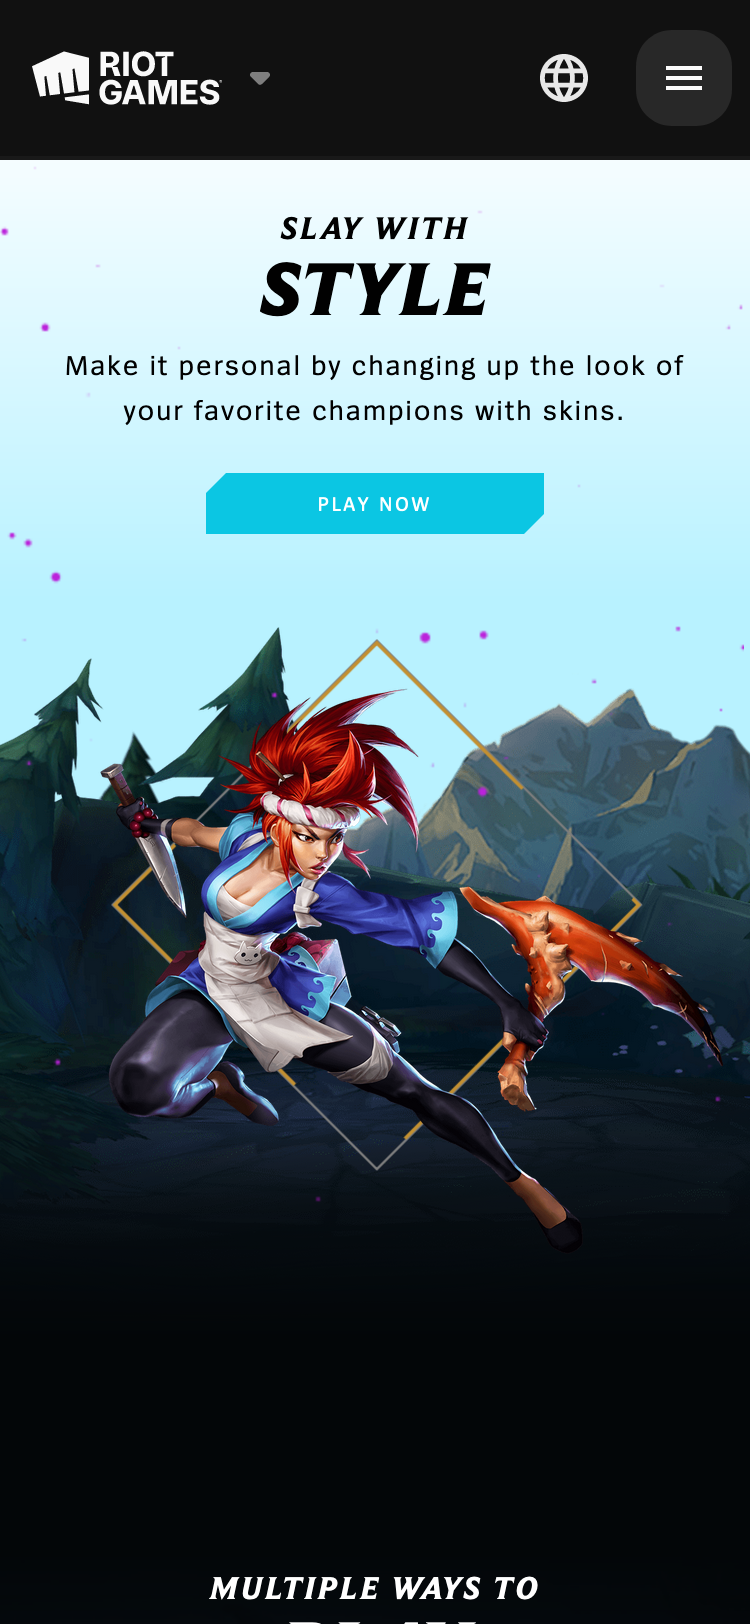 RIOT
GAMES
SLAY WITH
STYLE
Make it personal by changing up the look of
your favorite champions with skins.
PLAY NOW
MULTIPLE WAYS TO